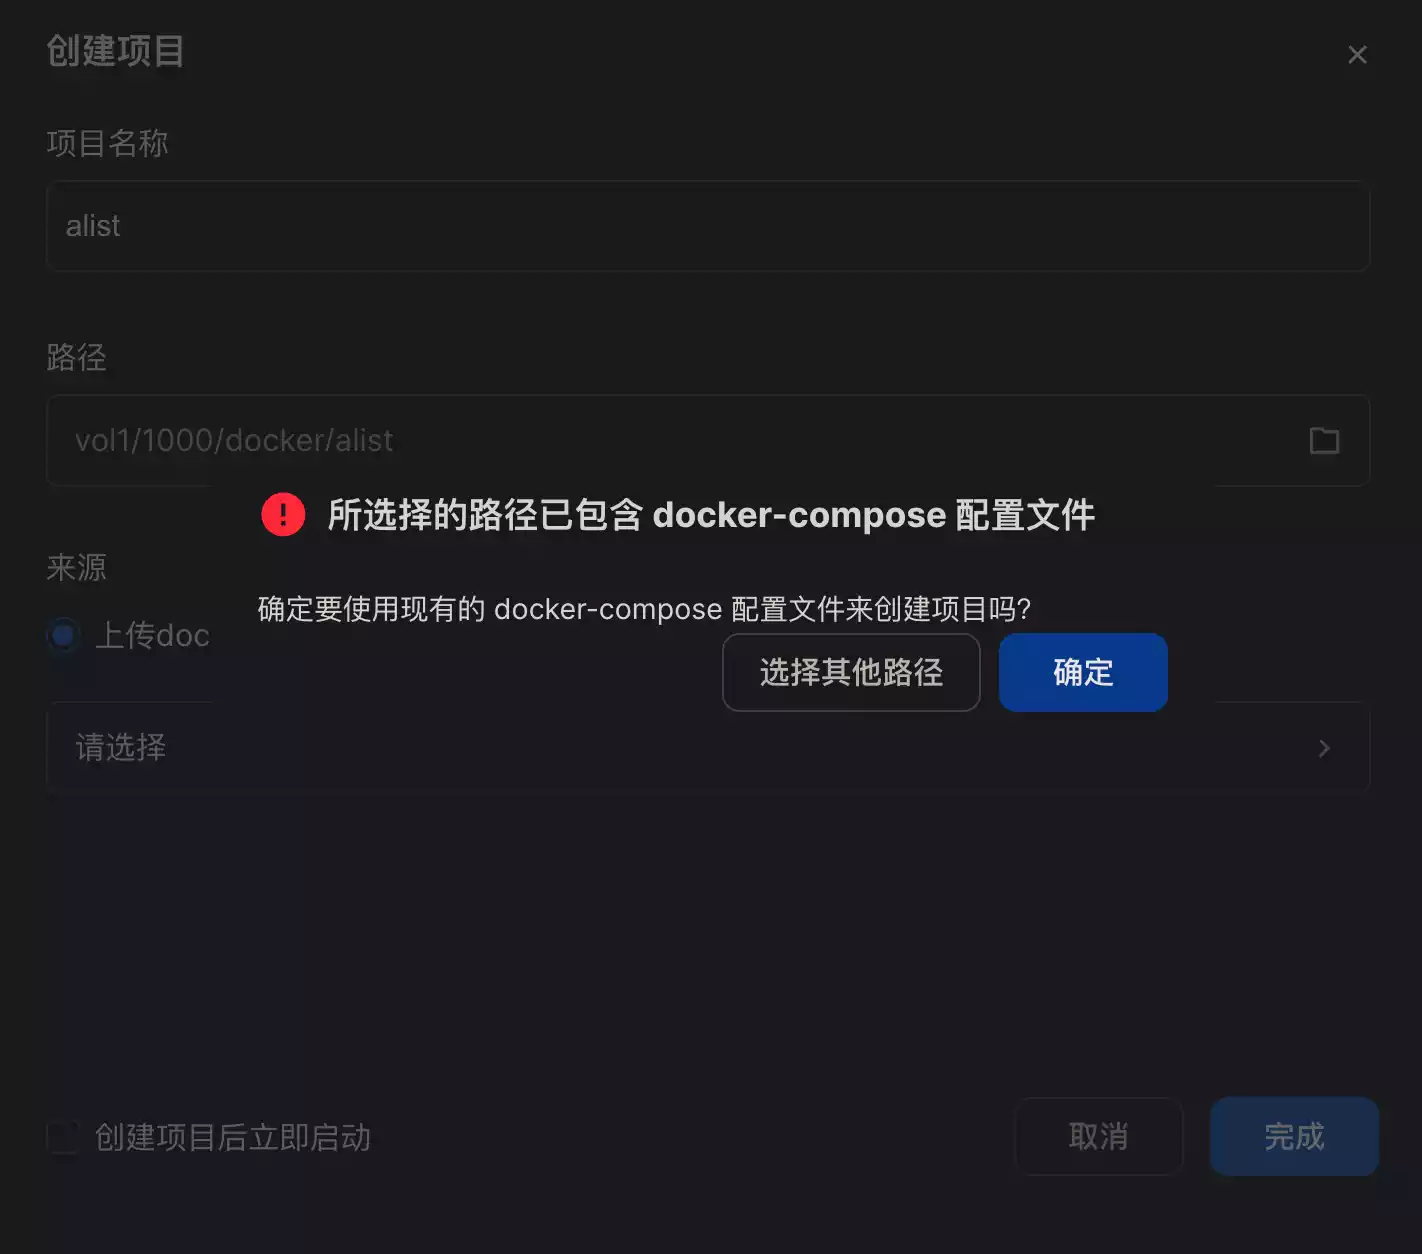 创建项目
项目名称
alist
路径
vol1/1000/docker/alist
所选择的路径已包含 docker-compose 配置文件
来源
确定要使用现有的 docker-compose 配置文件来创建项目吗?
上传doc
选择其他路径
确定
请选择
创建项目后立即启动
取消
完成